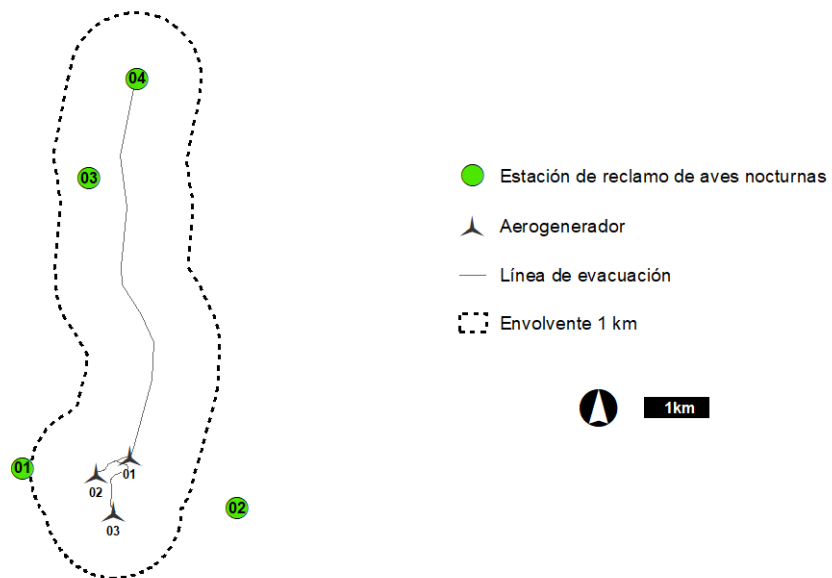 04
03
01
02
01
02
03
Estación de reclamo de aves nocturnas
Aerogenerador
Línea de evacuación
Envolvente 1 km
1km